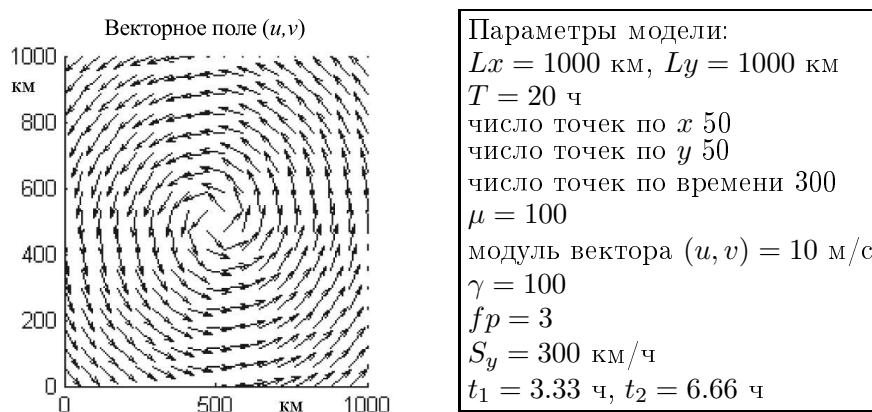 Векторное поле (u,v)
1000
км
800
600
400
200
0
0 500 км 1000
Параметры модели:
Lx = 1000 км, Ly = 1000 км
T = 20 ч
число точек по x 50
число точек по y 50
число точек по времени 300
μ = 100
модуль вектора (u, v) = 10 м/с
γ = 100
fp = 3
S_y = 300 км/ч
t₁ = 3.33 ч, t₂ = 6.66 ч